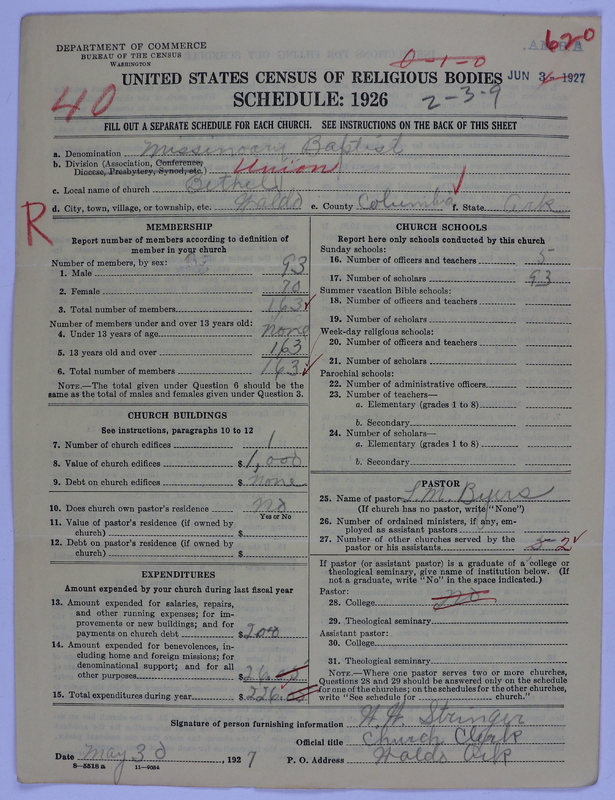 DEPARTMENT OF COMMERCE
BUREAU OF THE CENSUS
WASHINGTON
620
0-1-0
UNITED STATES CENSUS OF RELIGIOUS BODIES JUN 3 1927
40
SCHEDULE: 1926
2-3-9
FILL OUT A SEPARATE SCHEDULE FOR EACH CHURCH. SEE INSTRUCTIONS ON THE BACK OF THIS SHEET
a. Denomination Missionary Baptist
b. Division (Association, Conference,
Diocese, Presbytery, Synod, etc.) Union
c. Local name of church Bethel
d. City, town, village, or township, etc. Waldo e. County Columbia f. State Ark
R
MEMBERSHIP
Report number of members according to definition of
member in your church
Number of members, by sex:
1. Male 93
2. Female 70
3. Total number of members 163
Number of members under and over 13 years old:
4. Under 13 years of age none
5. 13 years old and over 163
6. Total number of members 163
NOTE.—The total given under Question 6 should be the
same as the total of males and females given under Question 3.
CHURCH BUILDINGS
See instructions, paragraphs 10 to 12
7. Number of church edifices 1
8. Value of church edifices $1,000
9. Debt on church edifices $none
10. Does church own pastor's residence no
Yes or No
11. Value of pastor's residence (if owned by
church) $
12. Debt on pastor's residence (if owned by
church) $
EXPENDITURES
Amount expended by your church during last fiscal year
13. Amount expended for salaries, repairs,
and other running expenses; for im-
provements or new buildings; and for
payments on church debt $200
14. Amount expended for benevolences, in-
cluding home and foreign missions; for
denominational support; and for all
other purposes $26.00
15. Total expenditures during year $226.00
CHURCH SCHOOLS
Report here only schools conducted by this church
Sunday schools:
16. Number of officers and teachers 5
17. Number of scholars 93
Summer vacation Bible schools:
18. Number of officers and teachers
19. Number of scholars
Week-day religious schools:
20. Number of officers and teachers
21. Number of scholars
Parochial schools:
22. Number of administrative officers
23. Number of teachers—
a. Elementary (grades 1 to 8)
b. Secondary
24. Number of scholars—
a. Elementary (grades 1 to 8)
b. Secondary
PASTOR
25. Name of pastor L.M. Byers
(If church has no pastor, write "None")
26. Number of ordained ministers, if any, em-
ployed as assistant pastors
27. Number of other churches served by the
pastor or his assistants 3 2
If pastor (or assistant pastor) is a graduate of a college or
theological seminary, give name of institution below. (If
not a graduate, write "No" in the space indicated.)
Pastor:
28. College no
29. Theological seminary
Assistant pastor:
30. College
31. Theological seminary
NOTE.—Where one pastor serves two or more churches,
Questions 28 and 29 should be answered only on the schedule
for one of the churches; on the schedules for the other churches,
write "See schedule for church."
Signature of person furnishing information W. W. Stringer
Official title Church Clerk
Date May 30, 1927 P. O. Address Waldo Ark
8—5518 a 11—9054